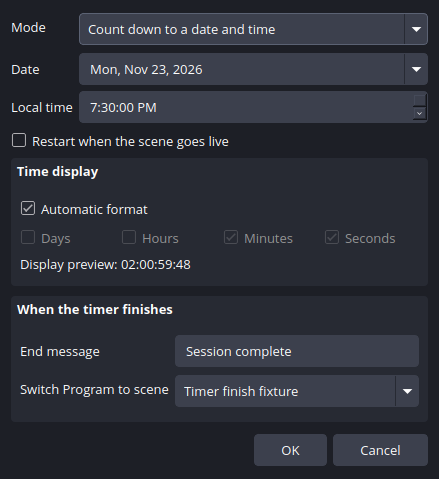 Mode Count down to a date and time
Date Mon, Nov 23, 2026
Local time 7:30:00 PM
Restart when the scene goes live
Time display
Automatic format
Days Hours Minutes Seconds
Display preview: 02:00:59:48
When the timer finishes
End message Session complete
Switch Program to scene Timer finish fixture
OK Cancel